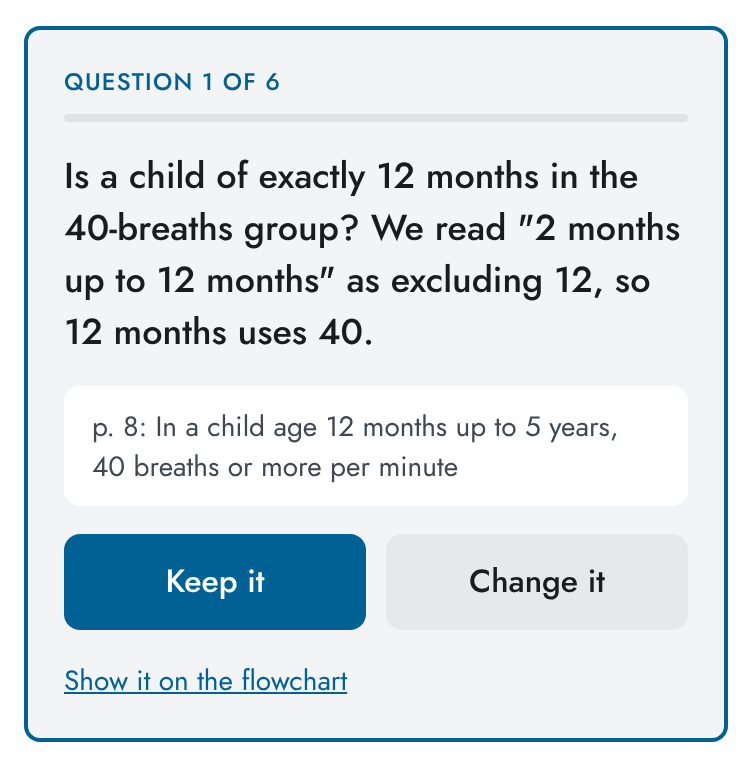 QUESTION 1 OF 6
Is a child of exactly 12 months in the
40-breaths group? We read "2 months
up to 12 months" as excluding 12, so
12 months uses 40.
p. 8: In a child age 12 months up to 5 years,
40 breaths or more per minute
Keep it
Change it
Show it on the flowchart